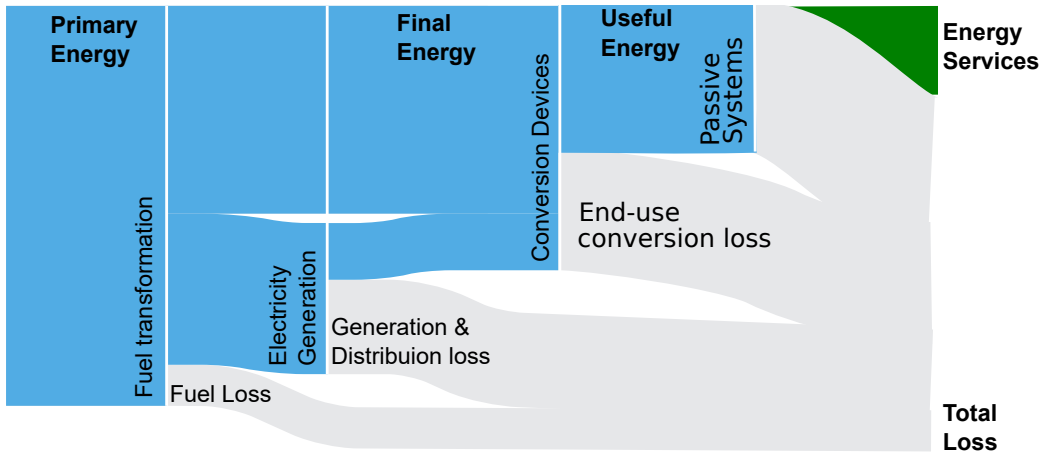 Primary
Energy
Final
Energy
Useful
Energy
Energy
Services
Passive
Systems
Conversion Devices
Fuel transformation
Electricity
Generation
End-use
conversion loss
Generation &
Distribuion loss
Fuel Loss
Total
Loss